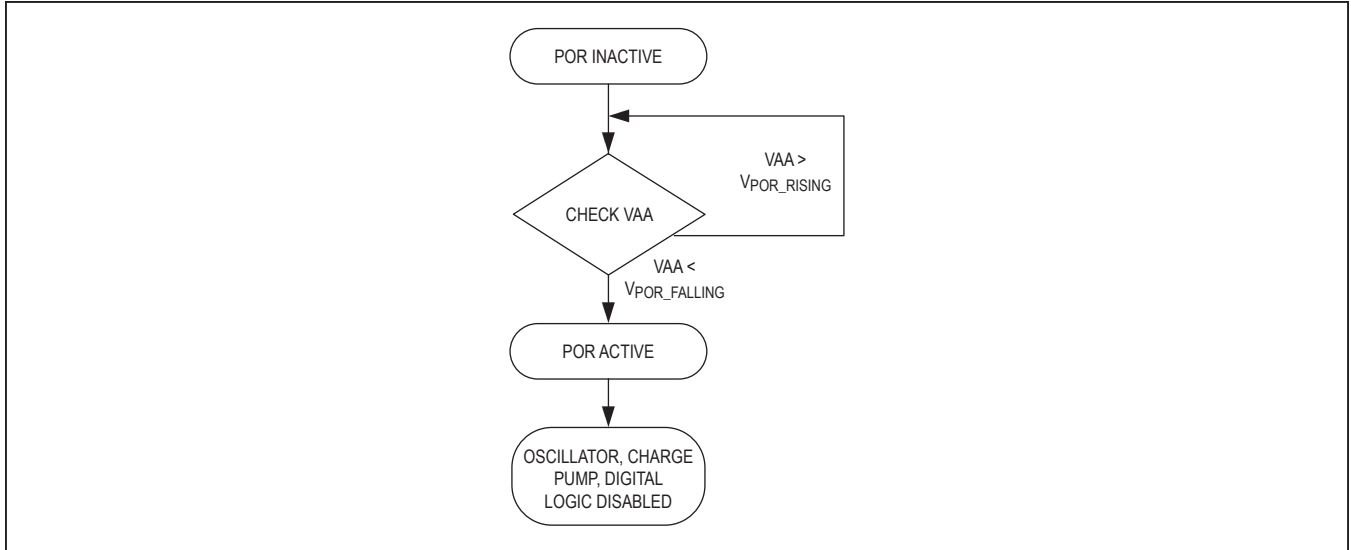 POR INACTIVE
VAA >
VPOR_RISING
CHECK VAA
VAA <
VPOR_FALLING
POR ACTIVE
OSCILLATOR, CHARGE
PUMP, DIGITAL
LOGIC DISABLED